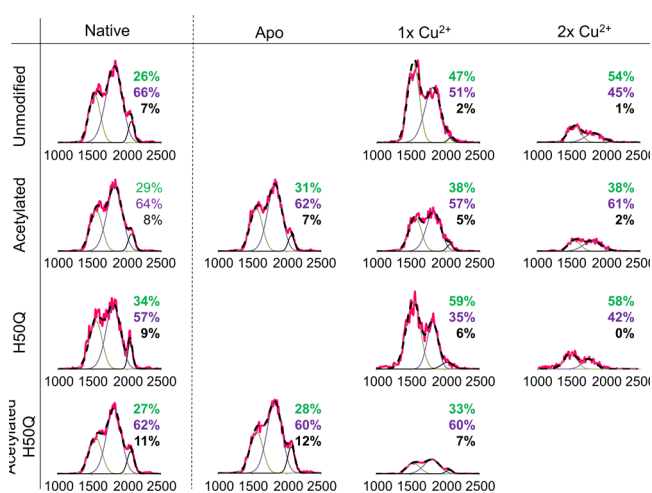 Native Apo 1x Cu²⁺ 2x Cu²⁺
Unmodified
26% 47% 54%
66% 51% 45%
7% 2% 1%
1000 1500 2000 2500 1000 1500 2000 2500 1000 1500 2000 2500
Acetylated
29% 31% 38% 38%
64% 62% 57% 61%
8% 7% 5% 2%
1000 1500 2000 2500 1000 1500 2000 2500 1000 1500 2000 2500 1000 1500 2000 2500
H50Q
34% 59% 58%
57% 35% 42%
9% 6% 0%
1000 1500 2000 2500 1000 1500 2000 2500 1000 1500 2000 2500
Acetylated
H50Q
27% 28% 33%
62% 60% 60%
11% 12% 7%
1000 1500 2000 2500 1000 1500 2000 2500 1000 1500 2000 2500